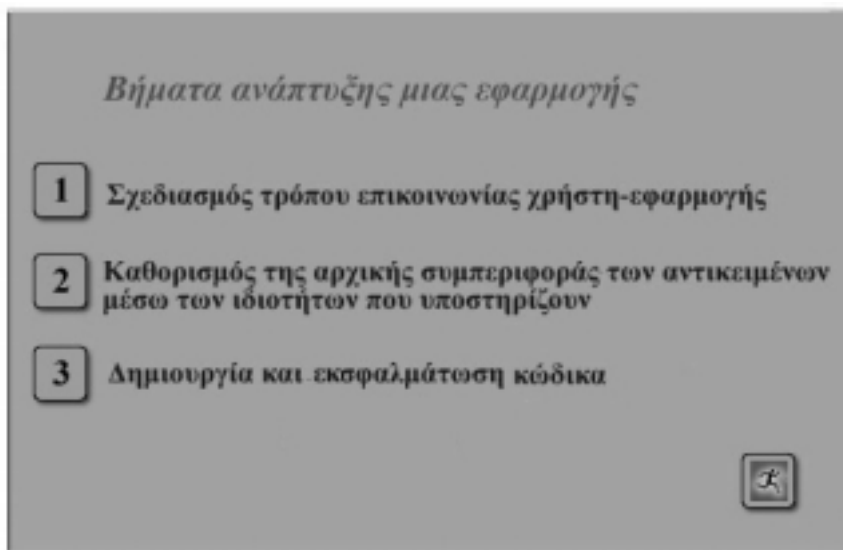 Βήματα ανάπτυξης μιας εφαρμογής
1 Σχεδιασμός τρόπου επικοινωνίας χρήστη-εφαρμογής
2 Καθορισμός της αρχικής συμπεριφοράς των αντικειμένων
μέσω των ιδιοτήτων που υποστηρίζουν
3 Δημιουργία και εκσφαλμάτωση κώδικα